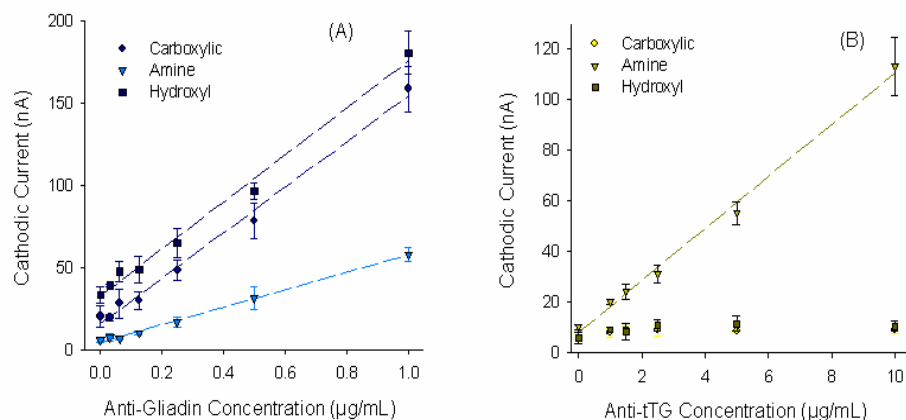 (A)
Carboxylic
Amine
Hydroxyl
200
150
100
50
0
Cathodic Current (nA)
0.0 0.2 0.4 0.6 0.8 1.0
Anti-Gliadin Concentration (µg/mL)
(B)
Carboxylic
Amine
Hydroxyl
120
100
80
60
40
20
0
Cathodic Current (nA)
0 2 4 6 8 10
Anti-tTG Concentration (µg/mL)